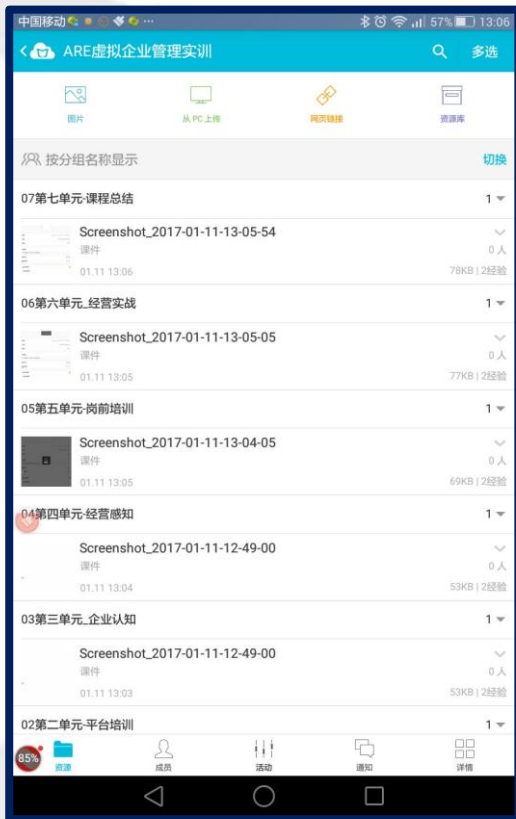 中国移动 57% 13:06
ARE虚拟企业管理实训 多选
图片 从 PC 上传 网页链接 资源库
按分组名称显示 切换
07第七单元-课程总结 1
Screenshot_2017-01-11-13-05-54
课件 0 人
01.11 13:06 78KB | 2经验
06第六单元_经营实战 1
Screenshot_2017-01-11-13-05-05
课件 0 人
01.11 13:05 77KB | 2经验
05第五单元-岗前培训 1
Screenshot_2017-01-11-13-04-05
课件 0 人
01.11 13:05 69KB | 2经验
04第四单元-经营感知 1
Screenshot_2017-01-11-12-49-00
课件 0 人
01.11 13:04 53KB | 2经验
03第三单元_企业认知 1
Screenshot_2017-01-11-12-49-00
课件 0 人
01.11 13:03 53KB | 2经验
02第二单元-平台培训 1
85%
资源 成员 活动 通知 详情